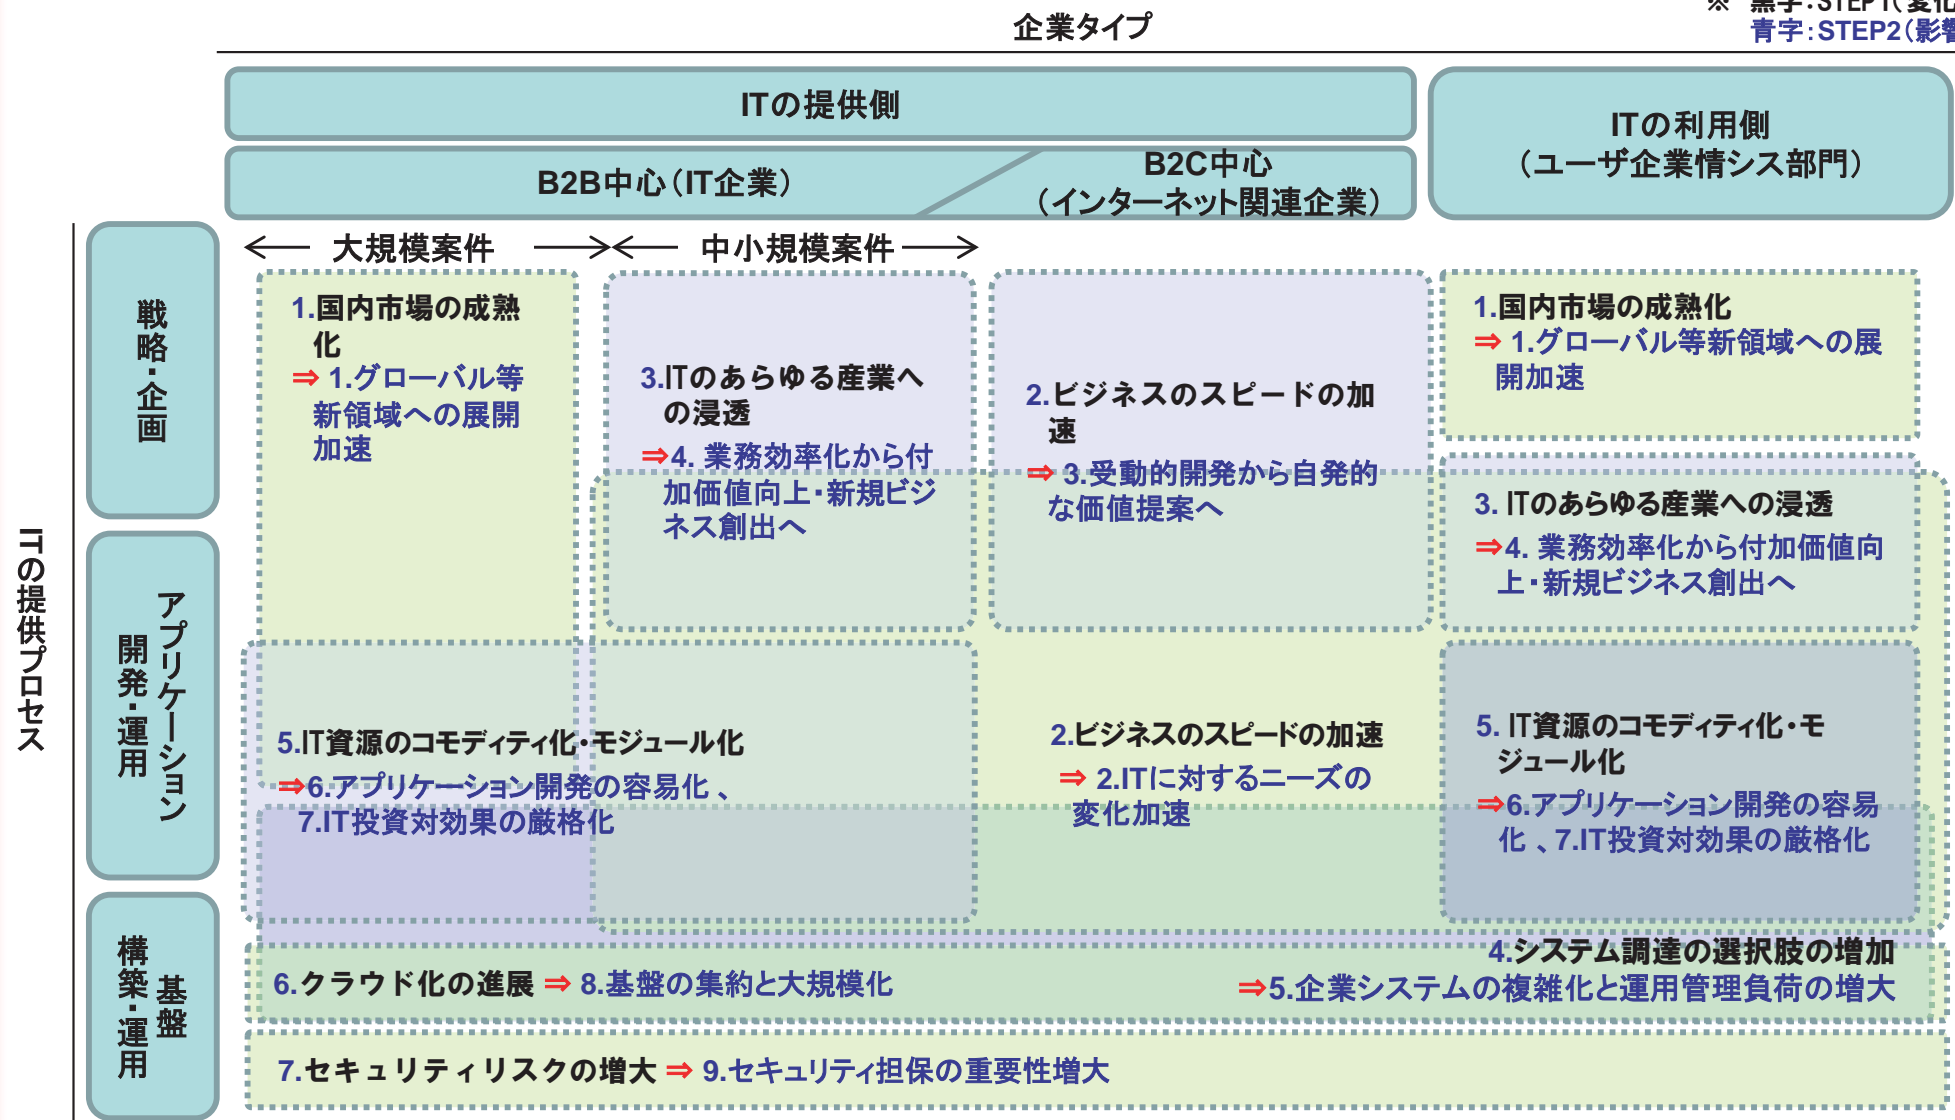 企業タイプ
※ 黒字：STEP1（変化
青字：STEP2（影響
ITの提供側
ITの利用側
（ユーザ企業情シス部門）
B2B中心（IT企業）
B2C中心
（インターネット関連企業）
大規模案件
中小規模案件
ITの提供プロセス
戦略・企画
アプリケーション
開発・運用
基盤
構築・運用
1.国内市場の成熟
化
⇒ 1.グローバル等
新領域への展開
加速
3.ITのあらゆる産業へ
の浸透
⇒4. 業務効率化から付
加価値向上・新規ビジ
ネス創出へ
2.ビジネスのスピードの加
速
⇒ 3.受動的開発から自発的
な価値提案へ
1.国内市場の成熟化
⇒ 1.グローバル等新領域への展
開加速
3. ITのあらゆる産業への浸透
⇒4. 業務効率化から付加価値向
上・新規ビジネス創出へ
5.IT資源のコモディティ化・モジュール化
⇒6.アプリケーション開発の容易化 、
7.IT投資対効果の厳格化
2.ビジネスのスピードの加速
⇒ 2.ITに対するニーズの
変化加速
5. IT資源のコモディティ化・モ
ジュール化
⇒6.アプリケーション開発の容易
化 、7.IT投資対効果の厳格化
4.システム調達の選択肢の増加
⇒5.企業システムの複雑化と運用管理負荷の増大
6.クラウド化の進展 ⇒ 8.基盤の集約と大規模化
7.セキュリティリスクの増大 ⇒ 9.セキュリティ担保の重要性増大